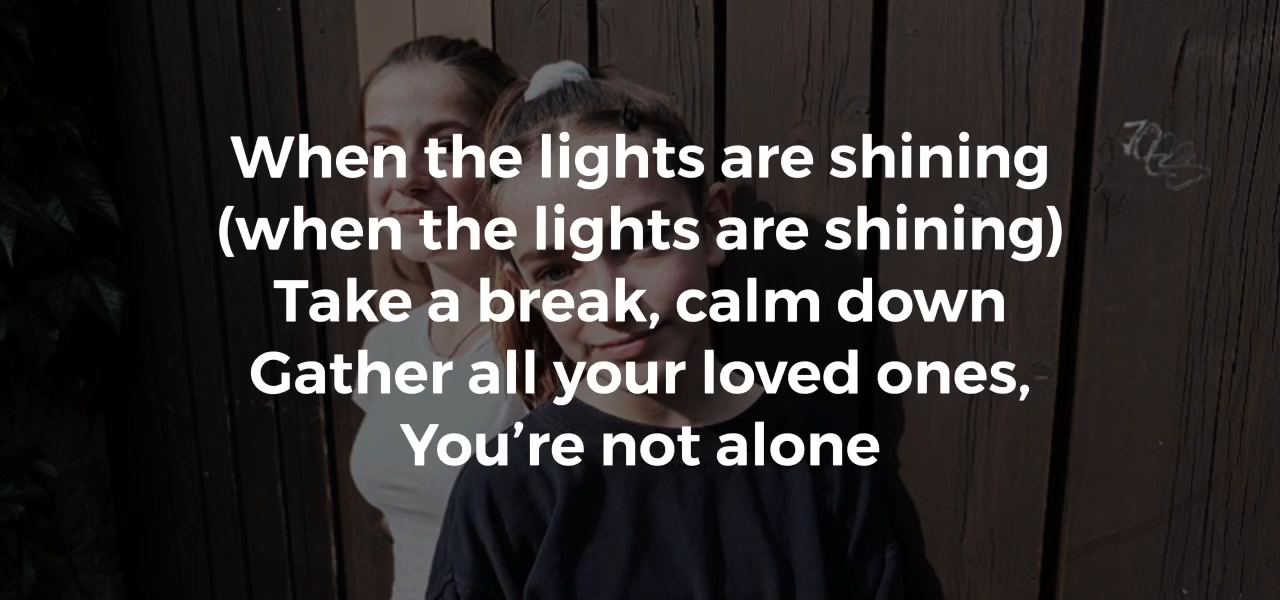 When the lights are shining
(when the lights are shining)
Take a break, calm down
Gather all your loved ones,
You’re not alone